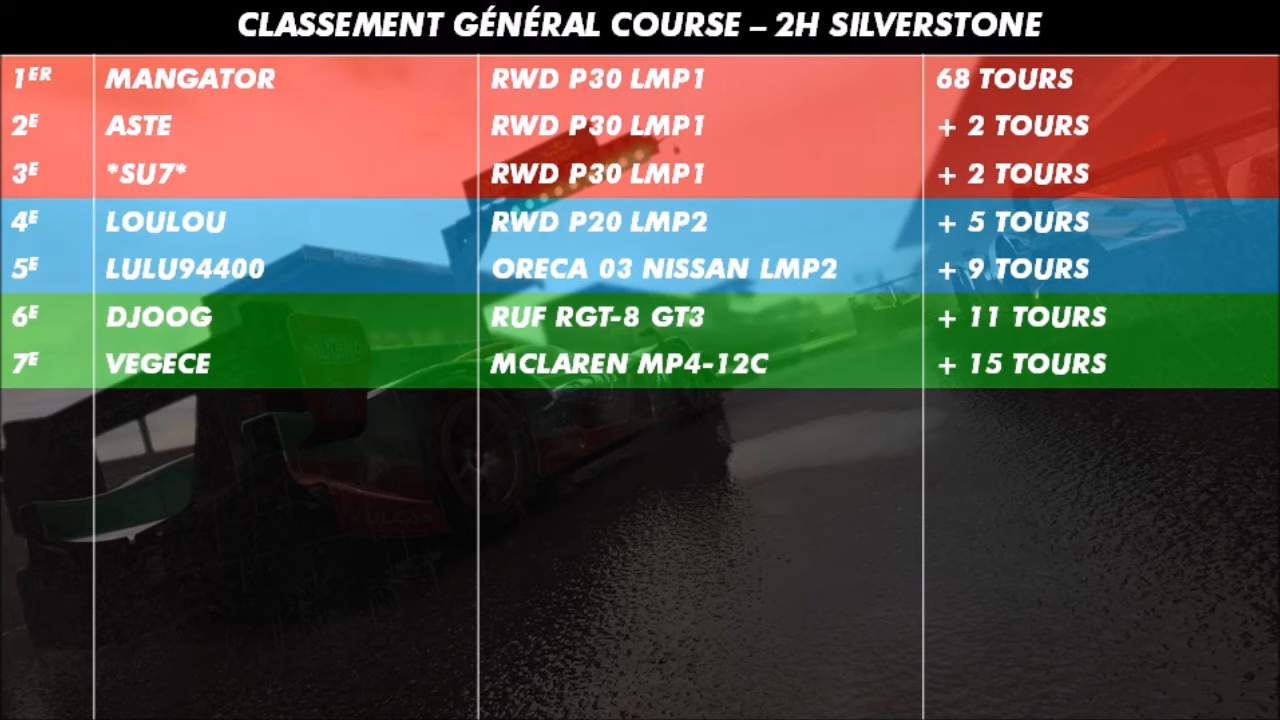 CLASSEMENT GÉNÉRAL COURSE – 2H SILVERSTONE
1ER MANGATOR RWD P30 LMP1 68 TOURS
2E ASTE RWD P30 LMP1 + 2 TOURS
3E *SU7* RWD P30 LMP1 + 2 TOURS
4E LOULOU RWD P20 LMP2 + 5 TOURS
5E LULU94400 ORECA 03 NISSAN LMP2 + 9 TOURS
6E DJOOG RUF RGT-8 GT3 + 11 TOURS
7E VEGECE MCLAREN MP4-12C + 15 TOURS